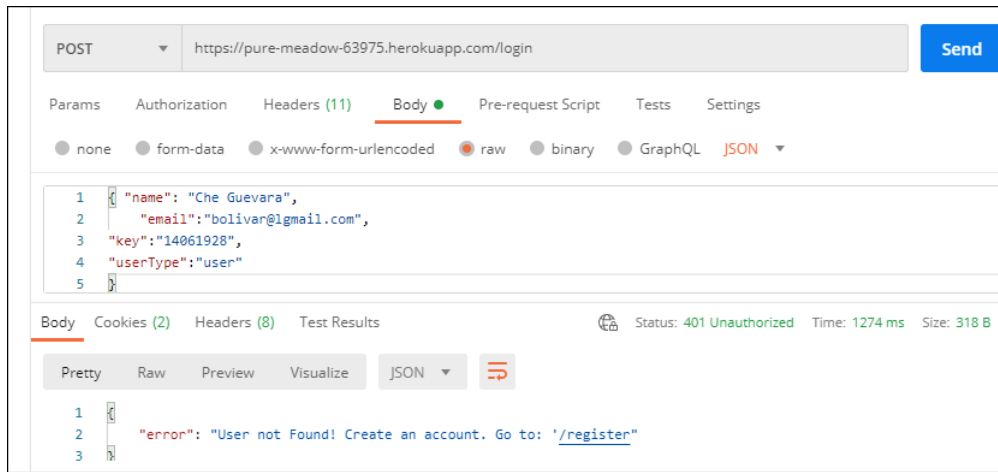 POST https://pure-meadow-63975.herokuapp.com/login Send
Params Authorization Headers (11) Body Pre-request Script Tests Settings
none form-data x-www-form-urlencoded raw binary GraphQL JSON
1 { "name": "Che Guevara",
2 "email":"bolivar@lgmail.com",
3 "key":"14061928",
4 "userType":"user"
5 }
Body Cookies (2) Headers (8) Test Results Status: 401 Unauthorized Time: 1274 ms Size: 318 B
Pretty Raw Preview Visualize JSON
1 {
2 "error": "User not Found! Create an account. Go to: '/register"
3 }